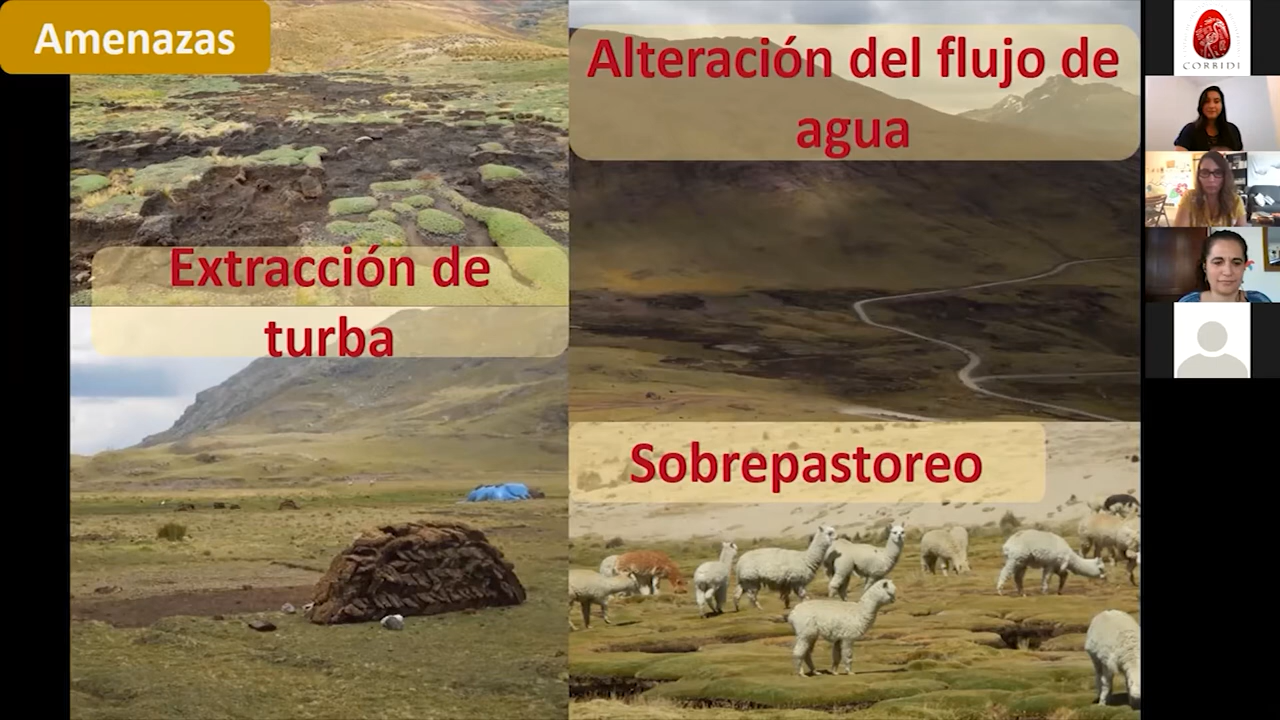 Amenazas
Extracción de
turba
Alteración del flujo de
agua
Sobrepastoreo
CORBIDI